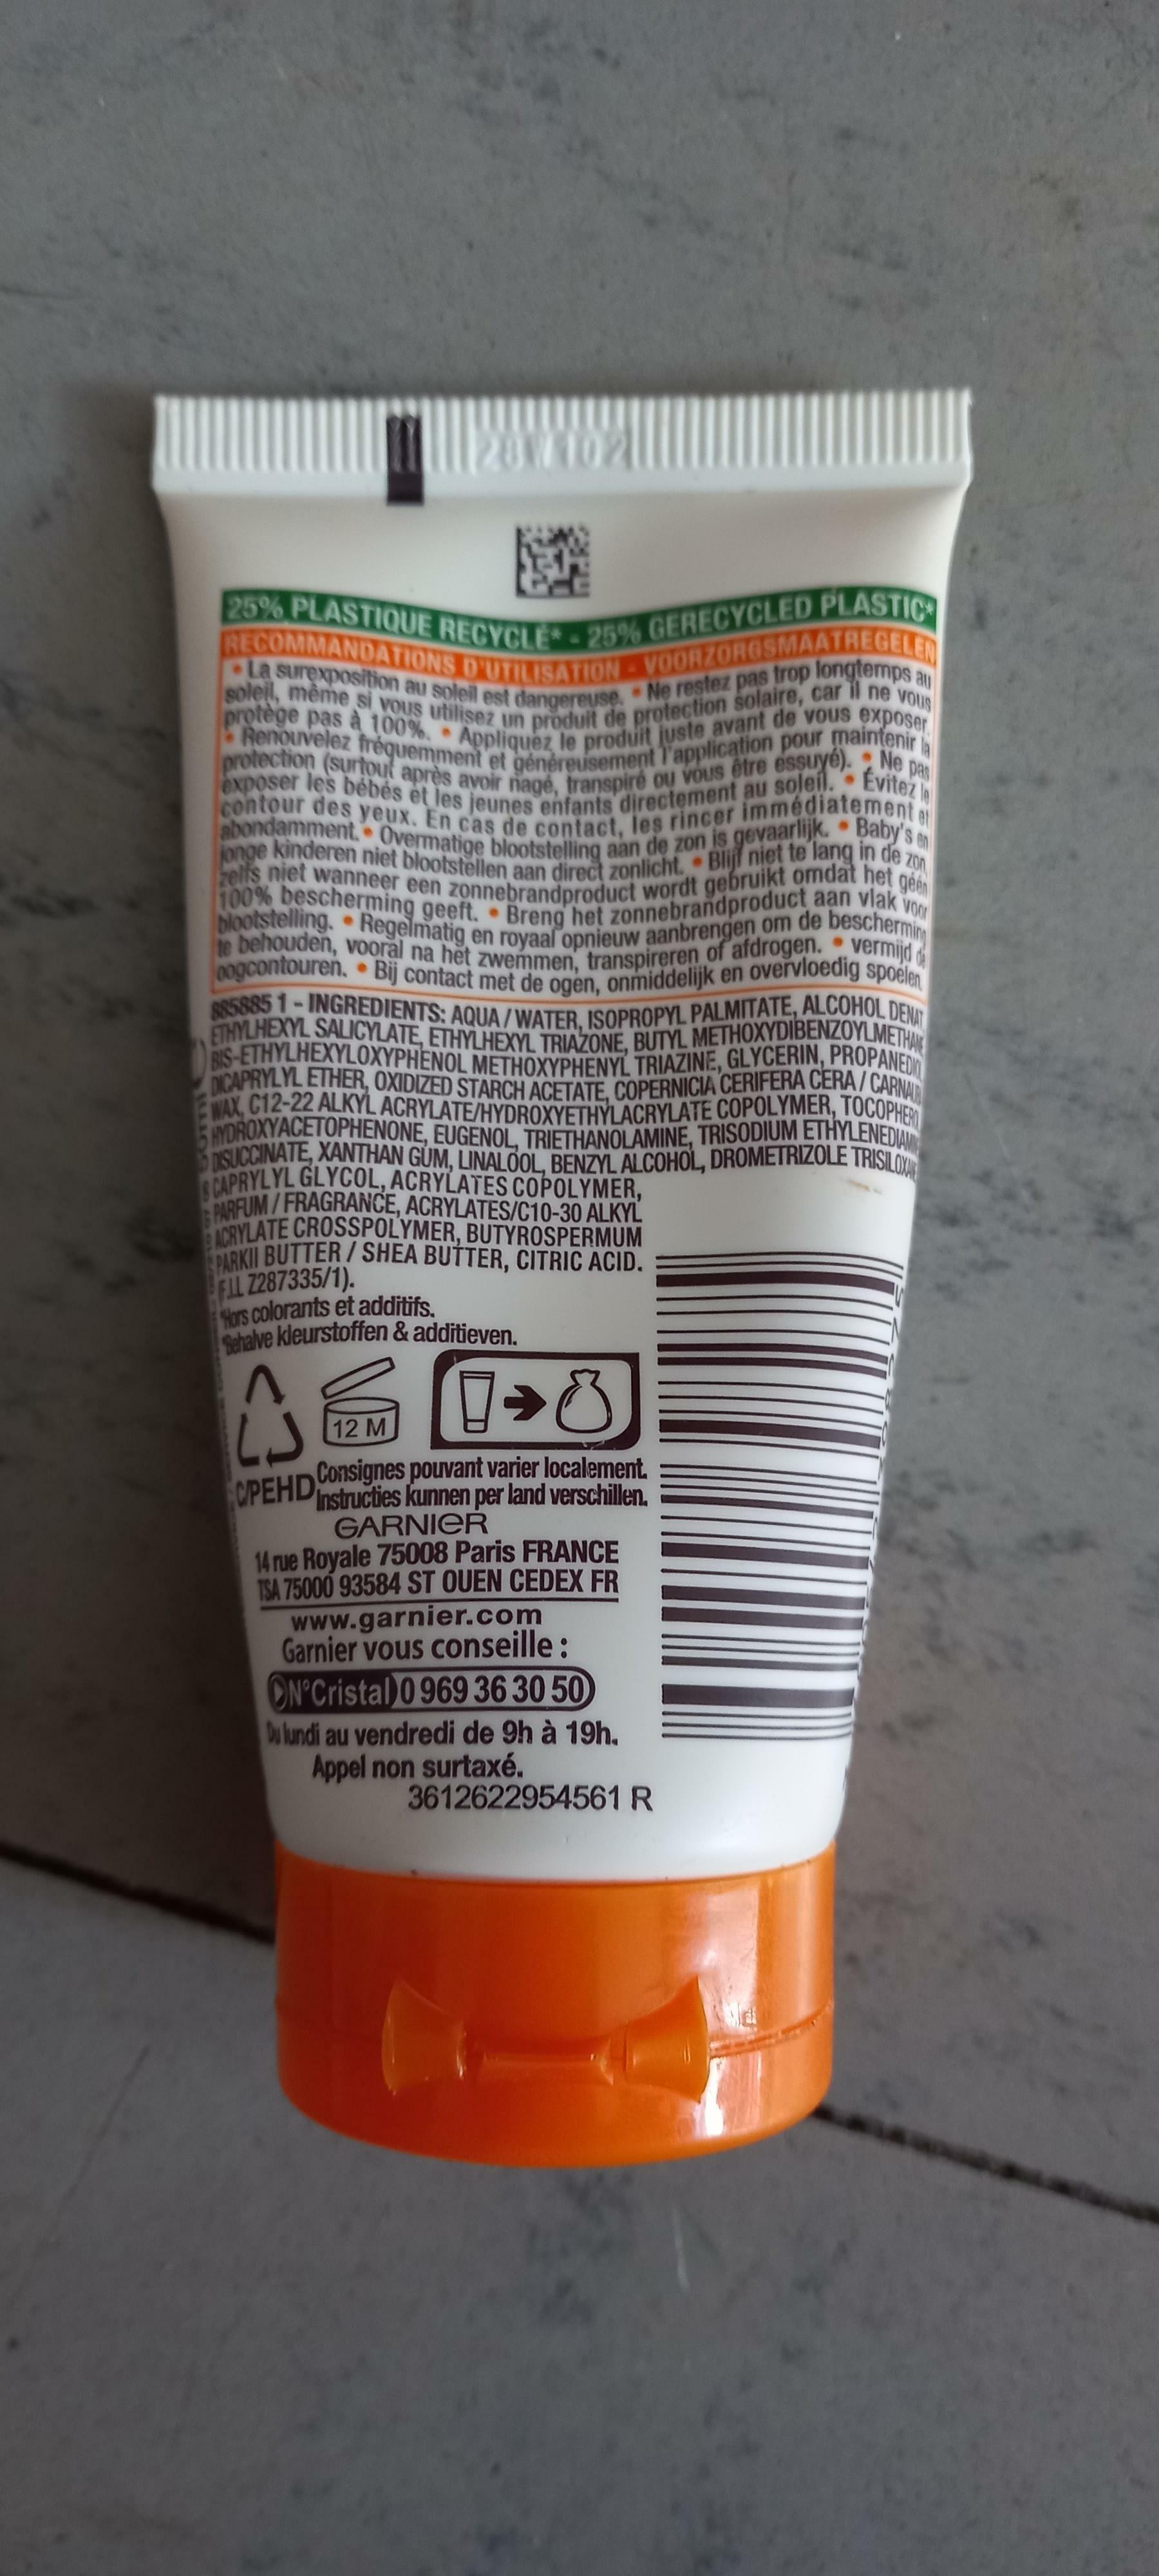 28V102
25% PLASTIQUE RECYCLÉ* - 25% GERECYCLED PLASTIC*
RECOMMANDATIONS D'UTILISATION - VOORZORGSMAATREGELEN
• La surexposition au soleil est dangereuse. • Ne restez pas trop longtemps au
soleil, même si vous utilisez un produit de protection solaire, car il ne vous
protège pas à 100%. • Appliquez le produit juste avant de vous exposer.
• Renouvelez fréquemment et généreusement l'application pour maintenir la
protection (surtout après avoir nagé, transpiré ou vous être essuyé). • Ne pas
exposer les bébés et les jeunes enfants directement au soleil. • Évitez le
contour des yeux. En cas de contact, les rincer immédiatement et
abondamment. • Overmatige blootstelling aan de zon is gevaarlijk. • Baby's en
jonge kinderen niet blootstellen aan direct zonlicht. • Blijf niet te lang in de zon,
zelfs niet wanneer een zonnebrandproduct wordt gebruikt omdat het géén
100% bescherming geeft. • Breng het zonnebrandproduct aan vlak voor
blootstelling. • Regelmatig en royaal opnieuw aanbrengen om de bescherming
te behouden, vooral na het zwemmen, transpireren of afdrogen. • vermijd de
oogcontouren. • Bij contact met de ogen, onmiddelijk en overvloedig spoelen.
885885 1 - INGREDIENTS: AQUA / WATER, ISOPROPYL PALMITATE, ALCOHOL DENAT.
ETHYLHEXYL SALICYLATE, ETHYLHEXYL TRIAZONE, BUTYL METHOXYDIBENZOYLMETHANE
BIS-ETHYLHEXYLOXYPHENOL METHOXYPHENYL TRIAZINE, GLYCERIN, PROPANEDIOL
DICAPRYLYL ETHER, OXIDIZED STARCH ACETATE, COPERNICIA CERIFERA CERA / CARNAUBA
WAX, C12-22 ALKYL ACRYLATE/HYDROXYETHYLACRYLATE COPOLYMER, TOCOPHEROL
HYDROXYACETOPHENONE, EUGENOL, TRIETHANOLAMINE, TRISODIUM ETHYLENEDIAMINE
DISUCCINATE, XANTHAN GUM, LINALOOL, BENZYL ALCOHOL, DROMETRIZOLE TRISILOXANE
CAPRYLYL GLYCOL, ACRYLATES COPOLYMER,
PARFUM / FRAGRANCE, ACRYLATES/C10-30 ALKYL
ACRYLATE CROSSPOLYMER, BUTYROSPERMUM
PARKII BUTTER / SHEA BUTTER, CITRIC ACID.
(F.I.L Z287335/1).
*Hors colorants et additifs.
*Behalve kleurstoffen & additieven.
12 M
C/PEHD
Consignes pouvant varier localement.
Instructies kunnen per land verschillen.
GARNIER
14 rue Royale 75008 Paris FRANCE
TSA 75000 93584 ST OUEN CEDEX FR
www.garnier.com
Garnier vous conseille :
N°Cristal 0 969 36 30 50
Du lundi au vendredi de 9h à 19h.
Appel non surtaxé.
3612622954561 R